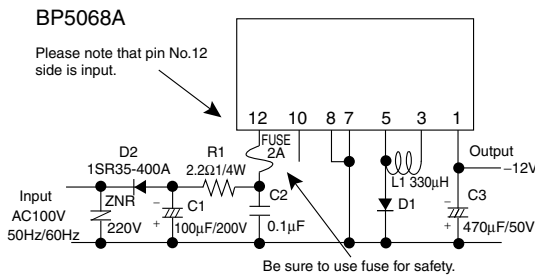 BP5068A
Please note that pin No.12
side is input.
12 10 8 7 5 3 1
FUSE
2A
D2
1SR35-400A
R1
2.2Ω1/4W
L1 330µH
Output
−12V
Input
AC100V
50Hz/60Hz
ZNR
220V
−
C1
+
100µF/200V
C2
0.1µF
D1
−
C3
+
470µF/50V
Be sure to use fuse for safety.